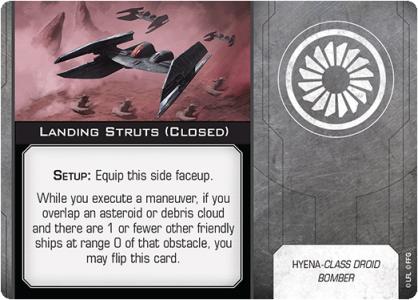 LANDING STRUTS (CLOSED)
SETUP: Equip this side faceup.
While you execute a maneuver, if you
overlap an asteroid or debris cloud
and there are 1 or fewer other friendly
ships at range 0 of that obstacle, you
may flip this card.
HYENA-CLASS DROID
BOMBER
©LFL ©FFG